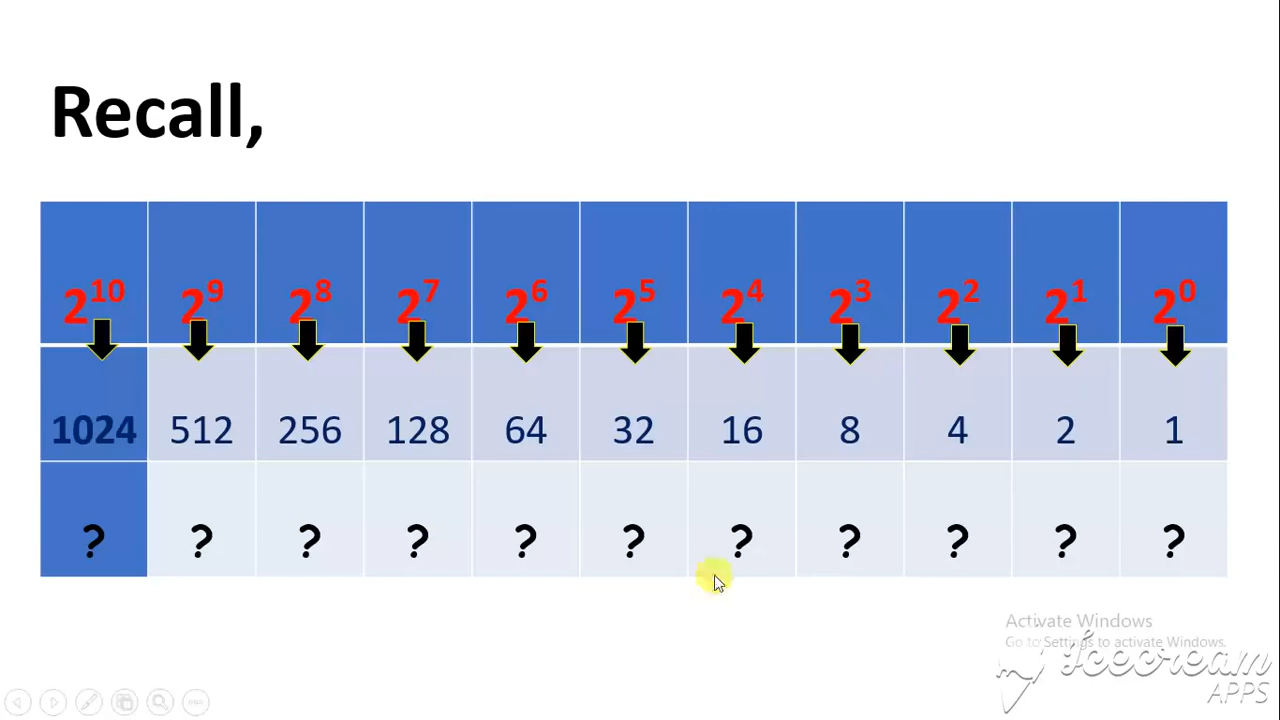 Recall,
2¹⁰ 2⁹ 2⁸ 2⁷ 2⁶ 2⁵ 2⁴ 2³ 2² 2¹ 2⁰
1024 512 256 128 64 32 16 8 4 2 1
? ? ? ? ? ? ? ? ? ? ?
Activate Windows
Go to Settings to activate Windows.
Icecream
APPS